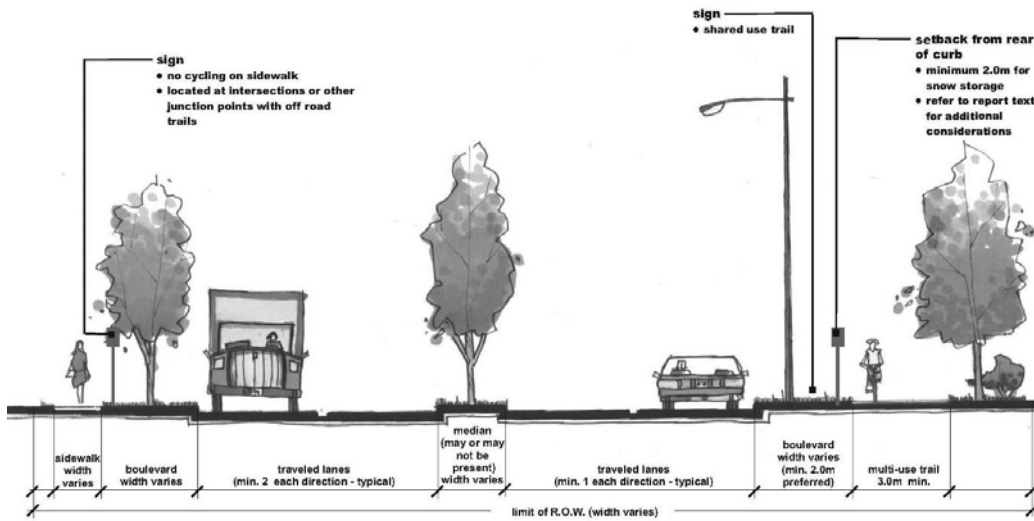 sign
• no cycling on sidewalk
• located at intersections or other
junction points with off road
trails
sign
• shared use trail
setback from rear
of curb
• minimum 2.0m for
snow storage
• refer to report text
for additional
considerations
sidewalk
width
varies
boulevard
width varies
traveled lanes
(min. 2 each direction - typical)
median
(may or may
not be
present)
width varies
traveled lanes
(min. 1 each direction - typical)
boulevard
width varies
(min. 2.0m
preferred)
multi-use trail
3.0m min.
limit of R.O.W. (width varies)